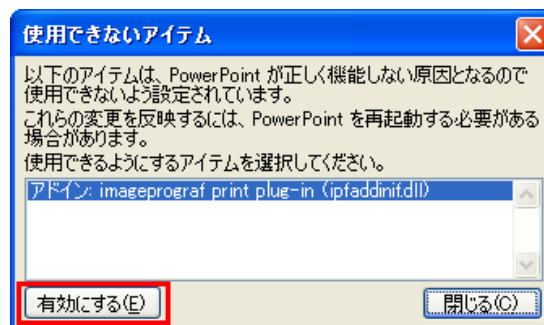 使用できないアイテム
以下のアイテムは、PowerPoint が正しく機能しない原因となるので
使用できないよう設定されています。
これらの変更を反映するには、PowerPoint を再起動する必要がある
場合があります。
使用できるようにするアイテムを選択してください。
アドイン: imageprograf print plug-in (ipfaddinif.dll)
有効にする(E) 閉じる(C)